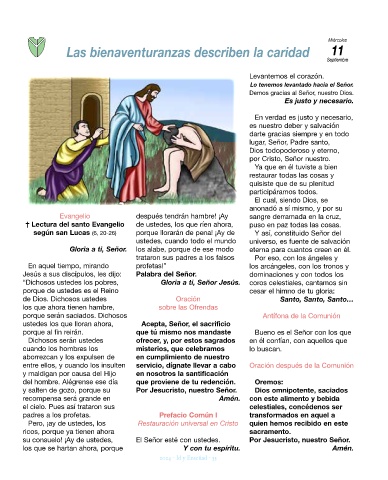 Miércoles
11
Septiembre
Las bienaventuranzas describen la caridad
Evangelio
† Lectura del santo Evangelio
según san Lucas (6, 20-26)
Gloria a ti, Señor.
En aquel tiempo, mirando
Jesús a sus discípulos, les dijo:
"Dichosos ustedes los pobres,
porque de ustedes es el Reino
de Dios. Dichosos ustedes
los que ahora tienen hambre,
porque serán saciados. Dichosos
ustedes los que lloran ahora,
porque al fin reirán.
Dichosos serán ustedes
cuando los hombres los
aborrezcan y los expulsen de
entre ellos, y cuando los insulten
y maldigan por causa del Hijo
del hombre. Alégrense ese día
y salten de gozo, porque su
recompensa será grande en
el cielo. Pues así trataron sus
padres a los profetas.
Pero, ¡ay de ustedes, los
ricos, porque ya tienen ahora
su consuelo! ¡Ay de ustedes,
los que se hartan ahora, porque
después tendrán hambre! ¡Ay
de ustedes, los que ríen ahora,
porque llorarán de pena! ¡Ay de
ustedes, cuando todo el mundo
los alabe, porque de ese modo
trataron sus padres a los falsos
profetas!"
Palabra del Señor.
Gloria a ti, Señor Jesús.
Oración
sobre las Ofrendas
Acepta, Señor, el sacrificio
que tú mismo nos mandaste
ofrecer, y, por estos sagrados
misterios, que celebramos
en cumplimiento de nuestro
servicio, dígnate llevar a cabo
en nosotros la santificación
que proviene de tu redención.
Por Jesucristo, nuestro Señor.
Amén.
Prefacio Común I
Restauración universal en Cristo
El Señor esté con ustedes.
Y con tu espíritu.
Levantemos el corazón.
Lo tenemos levantado hacia el Señor.
Demos gracias al Señor, nuestro Dios.
Es justo y necesario.
En verdad es justo y necesario,
es nuestro deber y salvación
darte gracias siempre y en todo
lugar, Señor, Padre santo,
Dios todopoderoso y eterno,
por Cristo, Señor nuestro.
Ya que en él tuviste a bien
restaurar todas las cosas y
quisiste que de su plenitud
participáramos todos.
El cual, siendo Dios, se
anonadó a sí mismo, y por su
sangre derramada en la cruz,
puso en paz todas las cosas.
Y así, constituido Señor del
universo, es fuente de salvación
eterna para cuantos creen en él.
Por eso, con los ángeles y
los arcángeles, con los tronos y
dominaciones y con todos los
coros celestiales, cantamos sin
cesar el himno de tu gloria:
Santo, Santo, Santo...
Antífona de la Comunión
Bueno es el Señor con los que
en él confían, con aquellos que
lo buscan.
Oración después de la Comunión
Oremos:
Dios omnipotente, saciados
con este alimento y bebida
celestiales, concédenos ser
transformados en aquel a
quien hemos recibido en este
sacramento.
Por Jesucristo, nuestro Señor.
Amén.